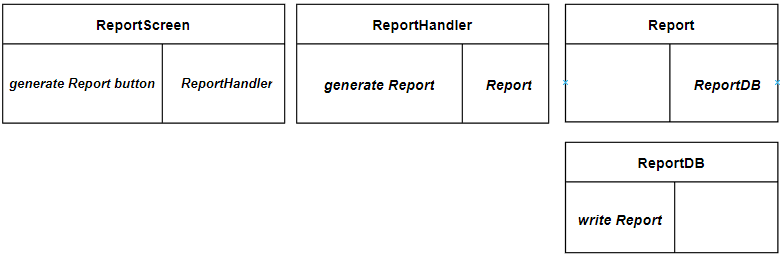 ReportScreen
generate Report button
ReportHandler
ReportHandler
generate Report
Report
Report
ReportDB
ReportDB
write Report